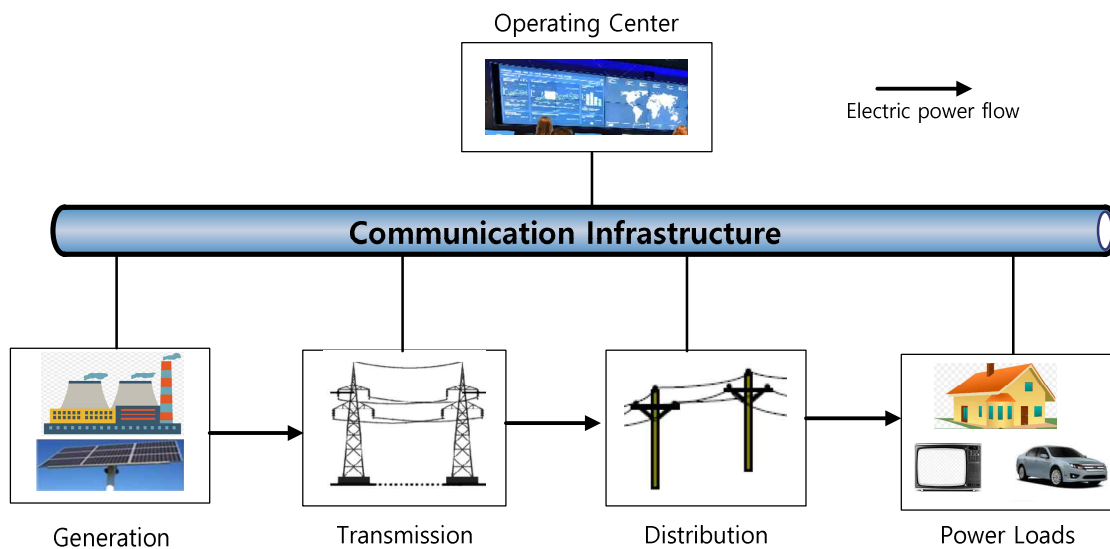 Operating Center
Electric power flow
Communication Infrastructure
Generation
Transmission
Distribution
Power Loads